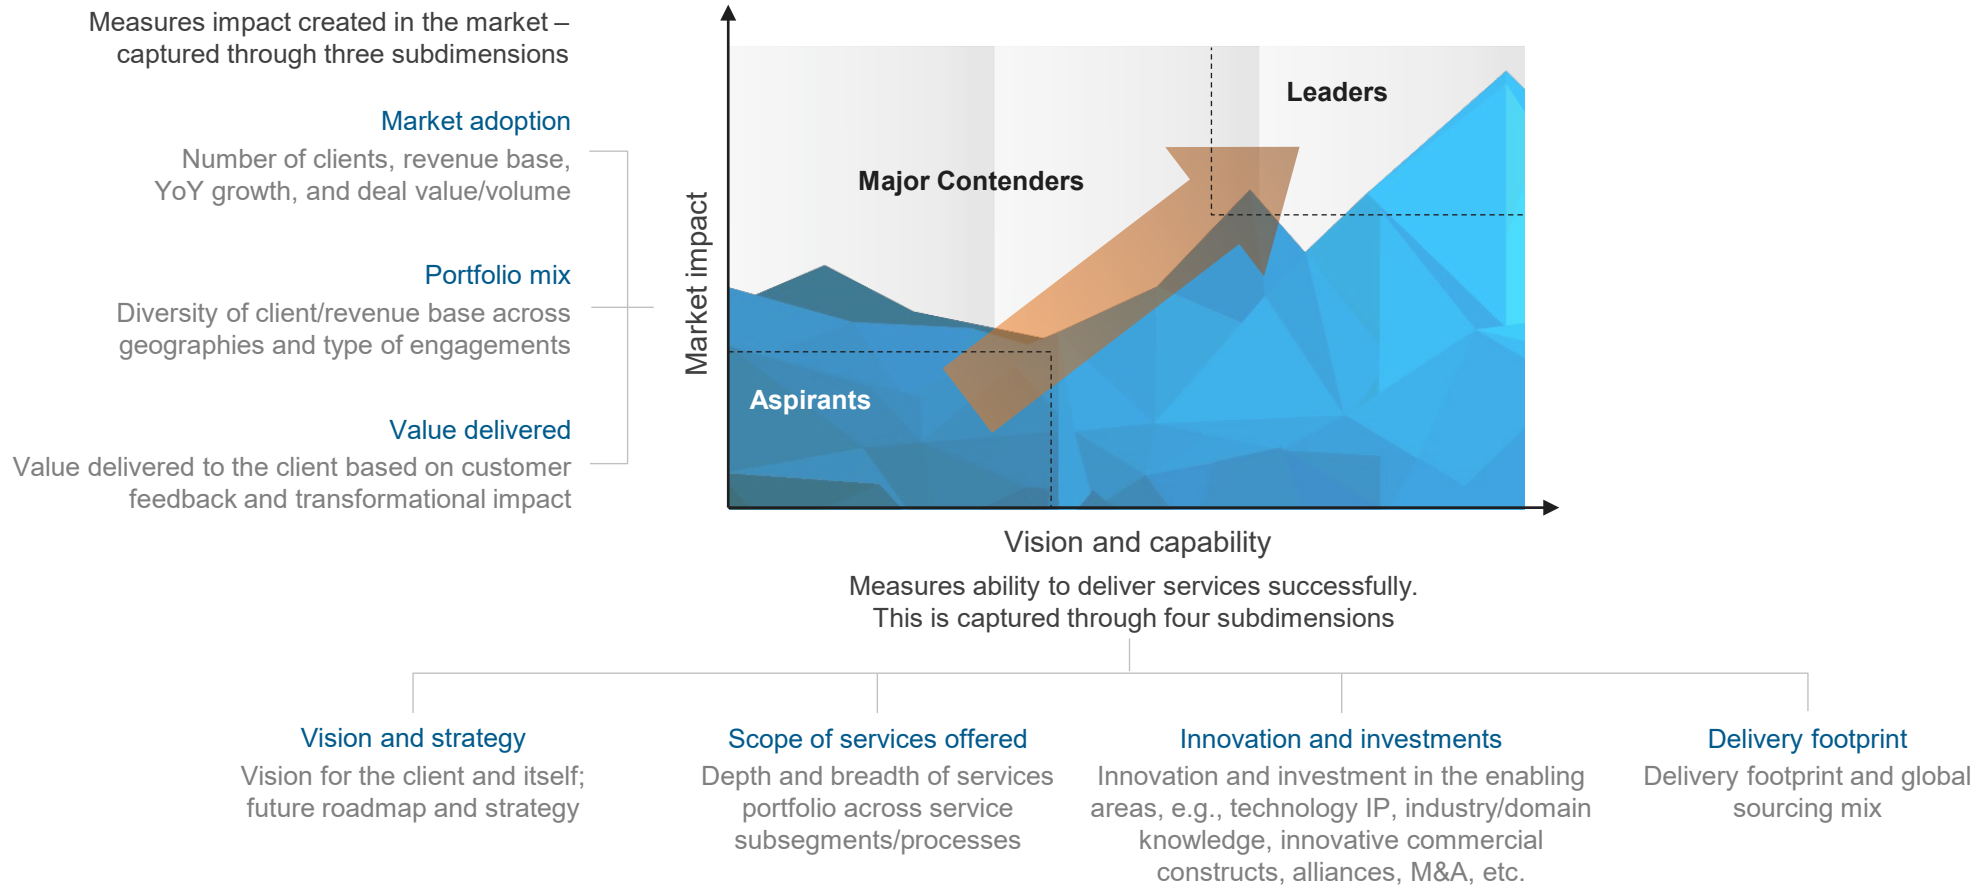 Measures impact created in the market –
captured through three subdimensions
Market adoption
Number of clients, revenue base,
YoY growth, and deal value/volume
Portfolio mix
Diversity of client/revenue base across
geographies and type of engagements
Value delivered
Value delivered to the client based on customer
feedback and transformational impact
Market impact
Leaders
Major Contenders
Aspirants
Vision and capability
Measures ability to deliver services successfully.
This is captured through four subdimensions
Vision and strategy
Vision for the client and itself;
future roadmap and strategy
Scope of services offered
Depth and breadth of services
portfolio across service
subsegments/processes
Innovation and investments
Innovation and investment in the enabling
areas, e.g., technology IP, industry/domain
knowledge, innovative commercial
constructs, alliances, M&A, etc.
Delivery footprint
Delivery footprint and global
sourcing mix